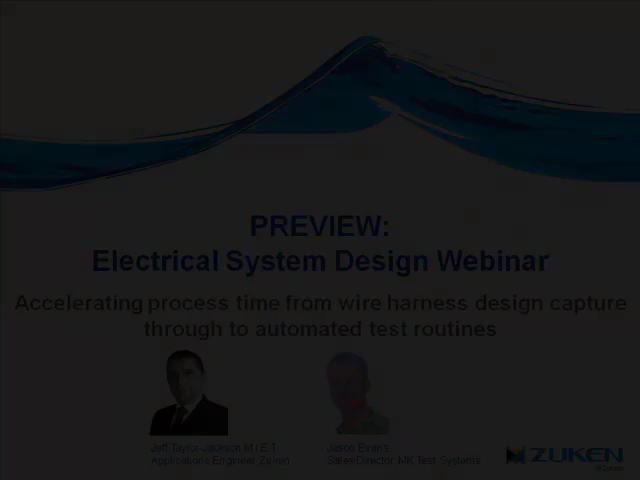 PREVIEW:
Electrical System Design Webinar
Accelerating process time from wire harness design capture
through to automated test routines
Jeff Taylor-Jackson M.I.E.T.
Applications Engineer Zuken
Jason Evans
Sales Director, MK Test Systems
ZUKEN